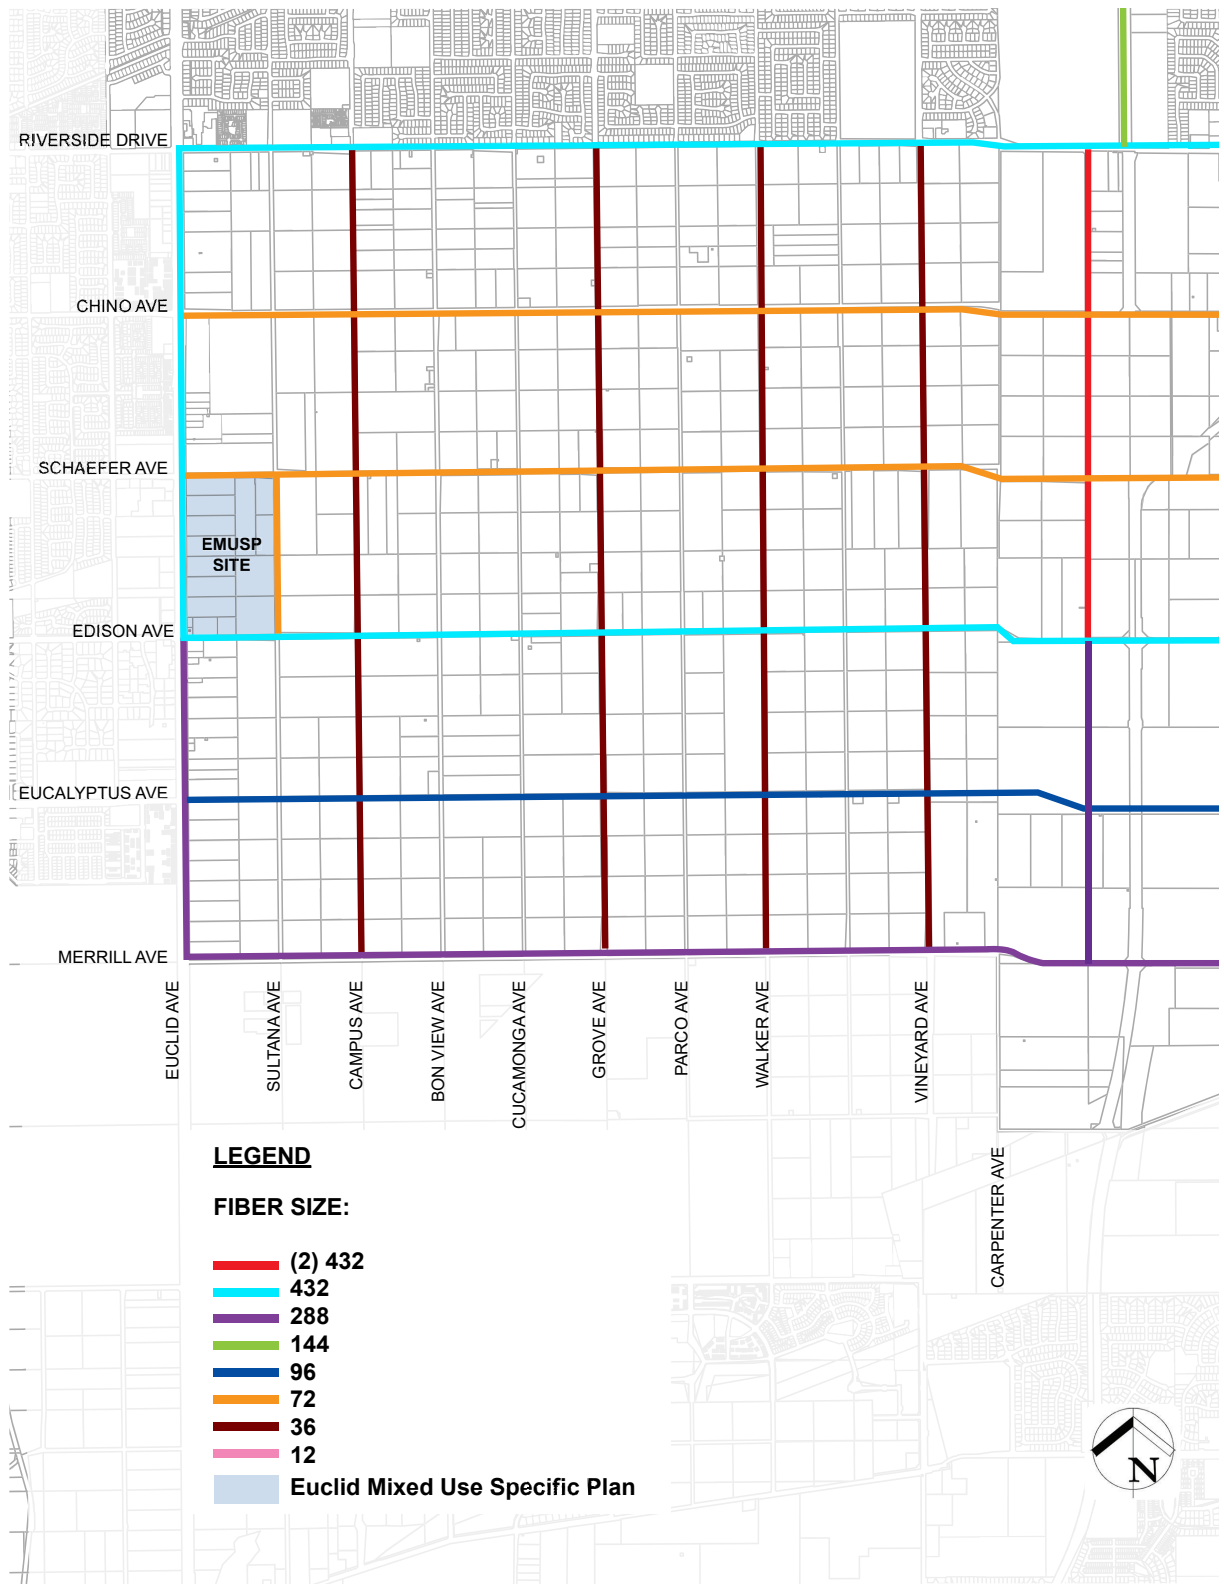 RIVERSIDE DRIVE
CHINO AVE
SCHAEFER AVE
EMUSP
SITE
EDISON AVE
EUCALYPTUS AVE
MERRILL AVE
EUCLID AVE
SULTANA AVE
CAMPUS AVE
BON VIEW AVE
CUCAMONGA AVE
GROVE AVE
PARCO AVE
WALKER AVE
VINEYARD AVE
CARPENTER AVE
LEGEND
FIBER SIZE:
(2) 432
432
288
144
96
72
36
12
Euclid Mixed Use Specific Plan
N